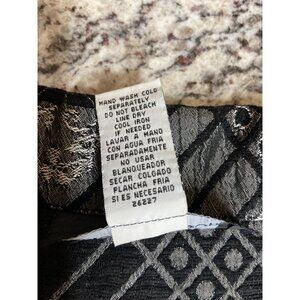 HAND WASH COLD
SEPARATELY
DO NOT BLEACH
LINE DRY
COOL IRON
IF NEEDED
LAVAR A MANO
CON AGUA FRIA
SEPARADAMENTE
NO USAR
BLANQUEADOR
SECAR COLGADO
PLANCHA FRIA
SI ES NECESARIO
26227